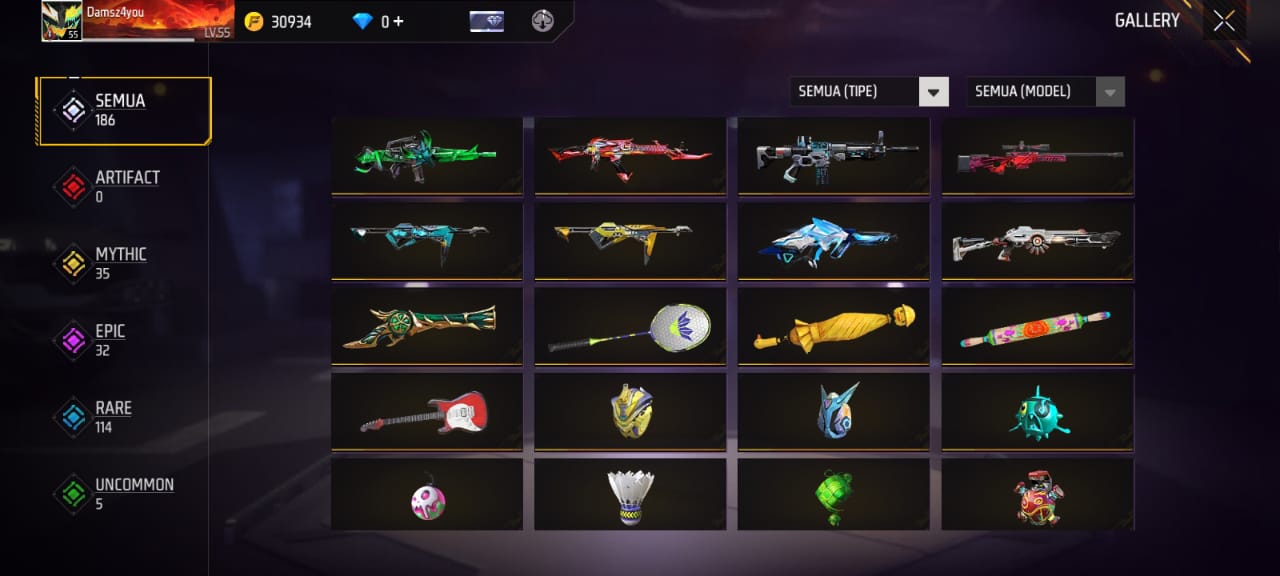 Damsz4you
55
LV.55
30934
0 +
GALLERY
SEMUA
186
SEMUA (TIPE)
SEMUA (MODEL)
ARTIFACT
0
MYTHIC
35
EPIC
32
RARE
114
UNCOMMON
5